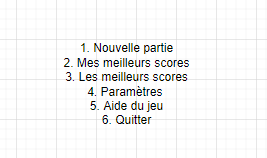 1. Nouvelle partie
2. Mes meilleurs scores
3. Les meilleurs scores
4. Paramètres
5. Aide du jeu
6. Quitter